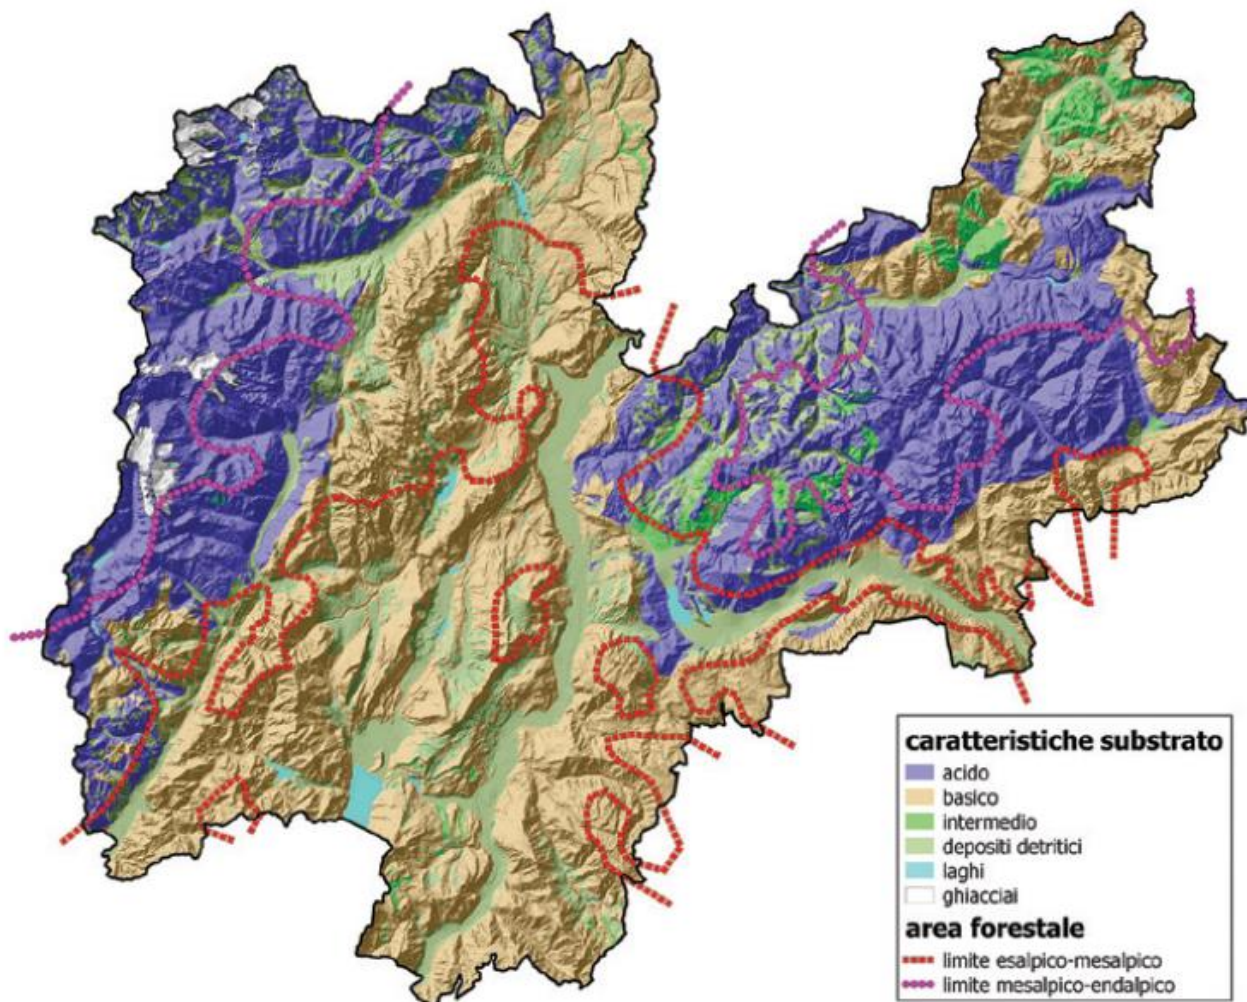 caratteristiche substrato
acido
basico
intermedio
depositi detritici
laghi
ghiacciai
area forestale
limite esalpico-mesalpico
limite mesalpico-endalpico